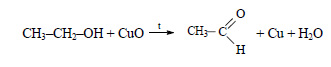 CH₃–CH₂–OH + CuO →ᵗ CH₃–C(=O)–H + Cu + H₂O